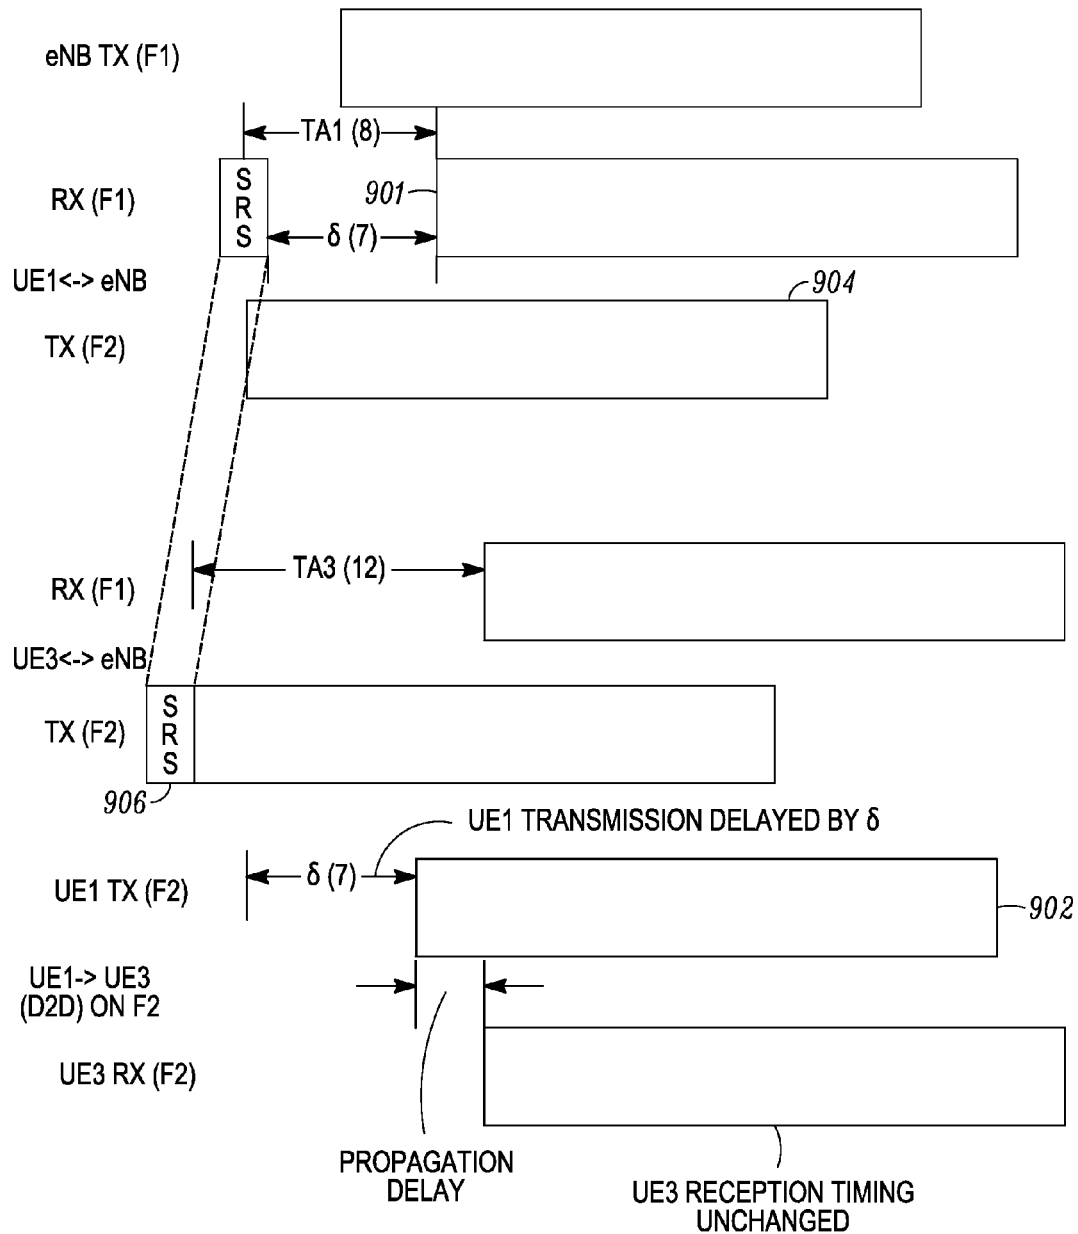 eNB TX (F1)
TA1 (8)
RX (F1)
S
R
S
901
δ (7)
UE1<-> eNB
904
TX (F2)
TA3 (12)
RX (F1)
UE3<-> eNB
TX (F2)
S
R
S
906
UE1 TRANSMISSION DELAYED BY δ
δ (7)
UE1 TX (F2)
902
UE1-> UE3
(D2D) ON F2
UE3 RX (F2)
PROPAGATION
DELAY
UE3 RECEPTION TIMING
UNCHANGED